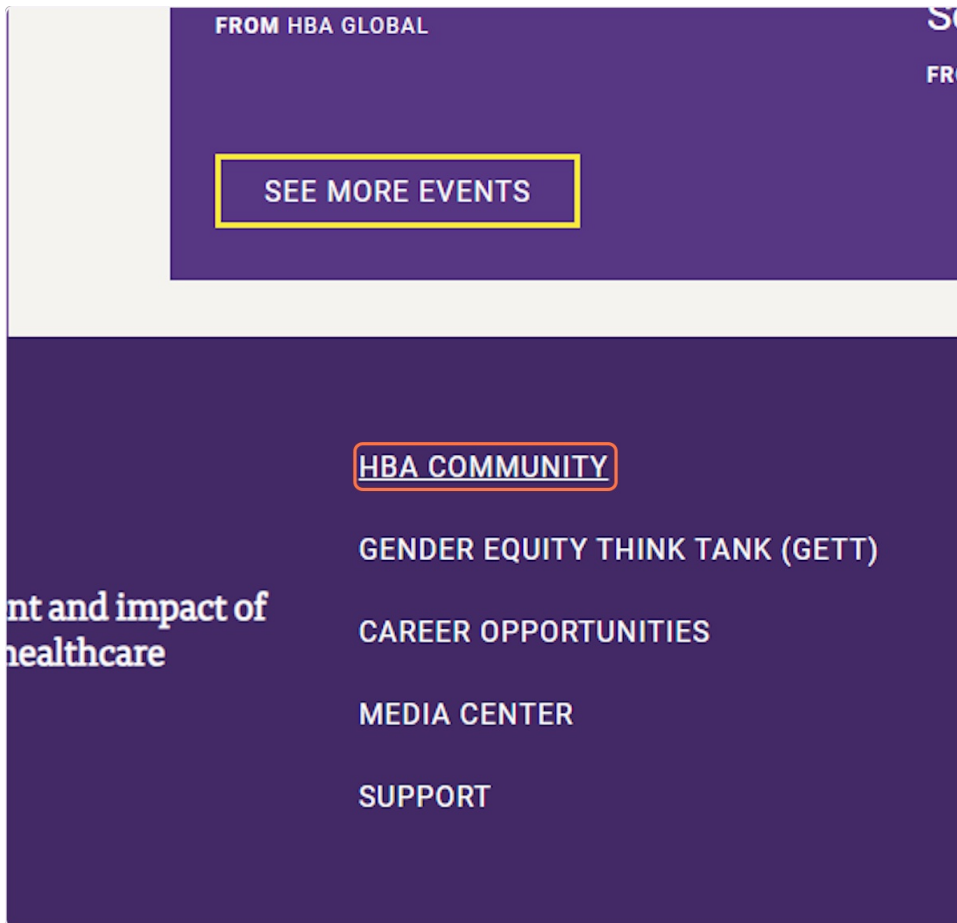 FROM HBA GLOBAL
SEE MORE EVENTS
HBA COMMUNITY
GENDER EQUITY THINK TANK (GETT)
nt and impact of
healthcare
CAREER OPPORTUNITIES
MEDIA CENTER
SUPPORT